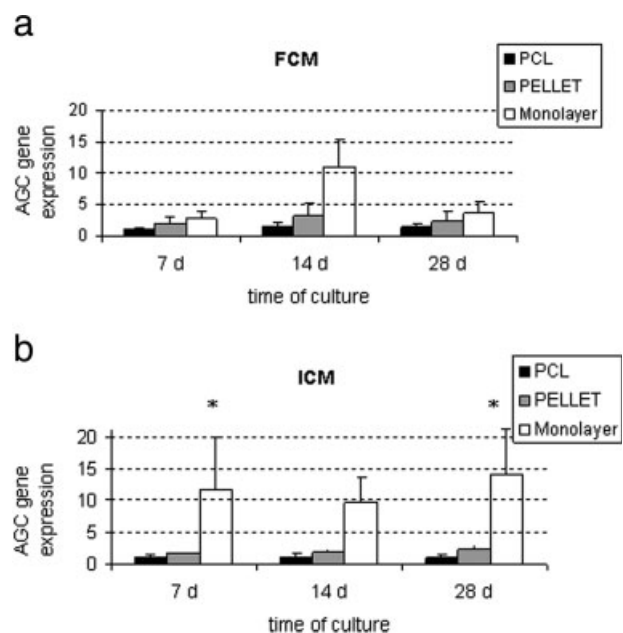 a
FCM
PCL
PELLET
Monolayer
AGC gene
expression
20
15
10
5
0
7 d 14 d 28 d
time of culture
b
ICM
PCL
PELLET
Monolayer
* *
AGC gene
expression
20
15
10
5
0
7 d 14 d 28 d
time of culture